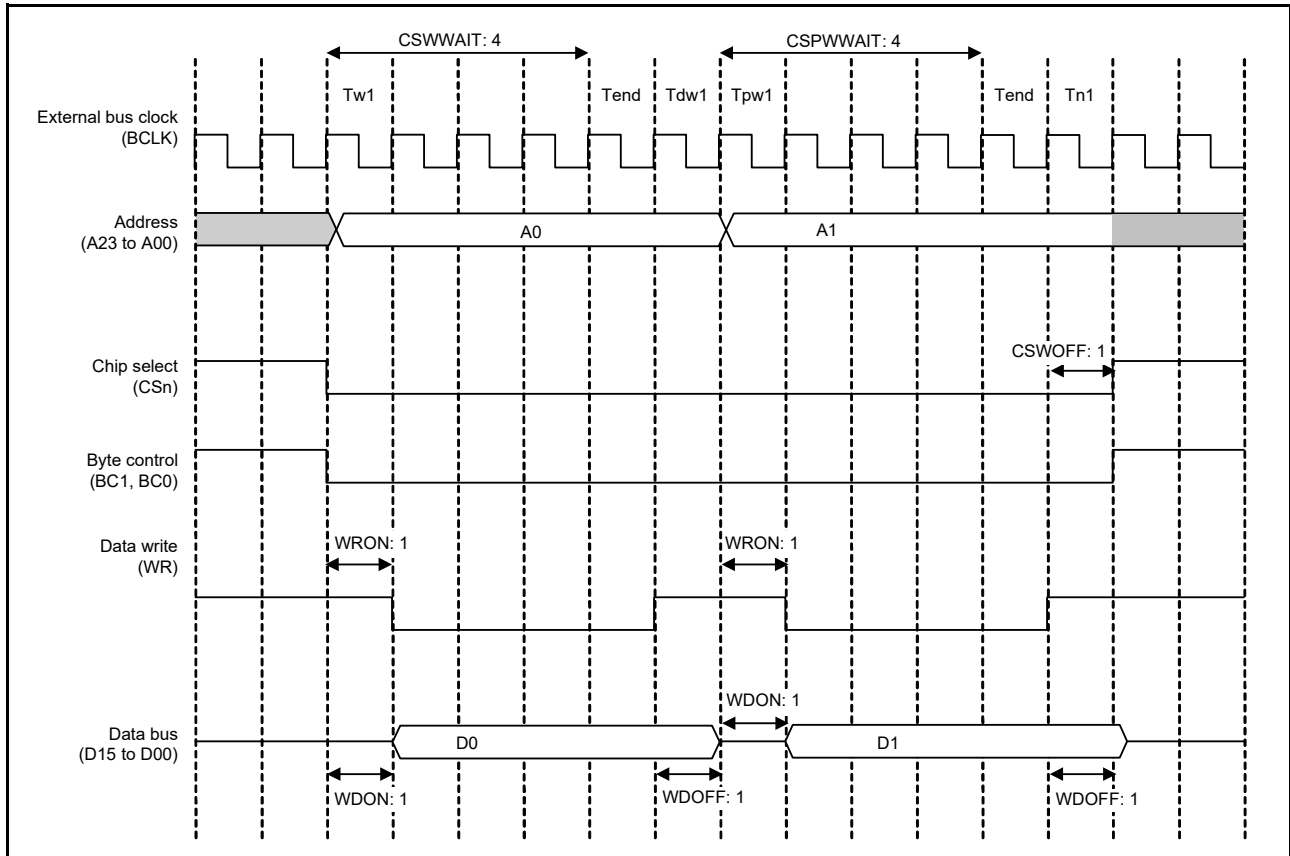 CSWWAIT: 4
CSPWWAIT: 4
Tw1
Tend
Tdw1
Tpw1
Tend
Tn1
External bus clock
(BCLK)
Address
(A23 to A00)
A0
A1
Chip select
(CSn)
CSWOFF: 1
Byte control
(BC1, BC0)
Data write
(WR)
WRON: 1
WRON: 1
Data bus
(D15 to D00)
WDON: 1
D0
D1
WDON: 1
WDOFF: 1
WDOFF: 1